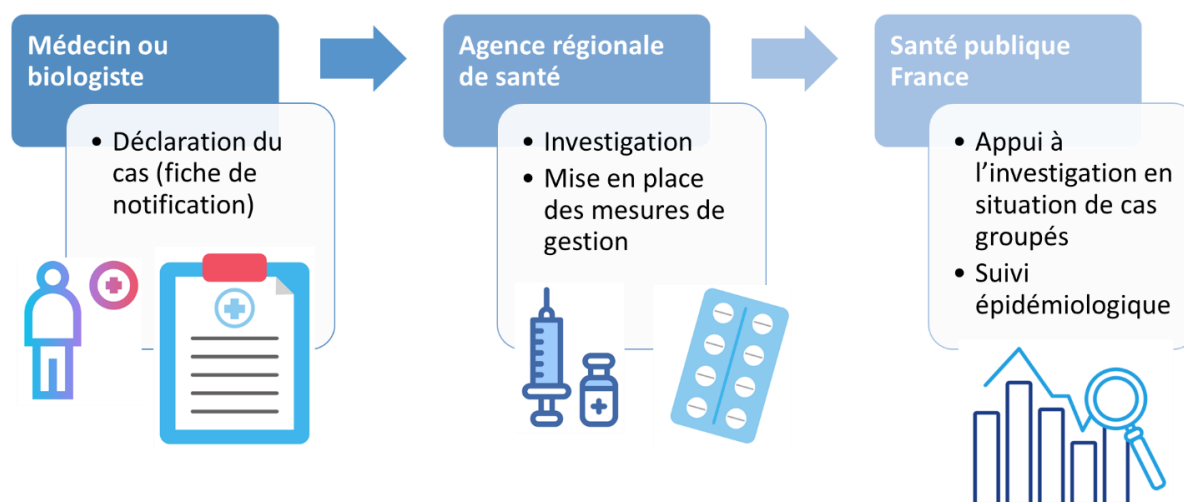 Médecin ou
biologiste
• Déclaration du
cas (fiche de
notification)
Agence régionale
de santé
• Investigation
• Mise en place
des mesures de
gestion
Santé publique
France
• Appui à
l'investigation en
situation de cas
groupés
• Suivi
épidémiologique